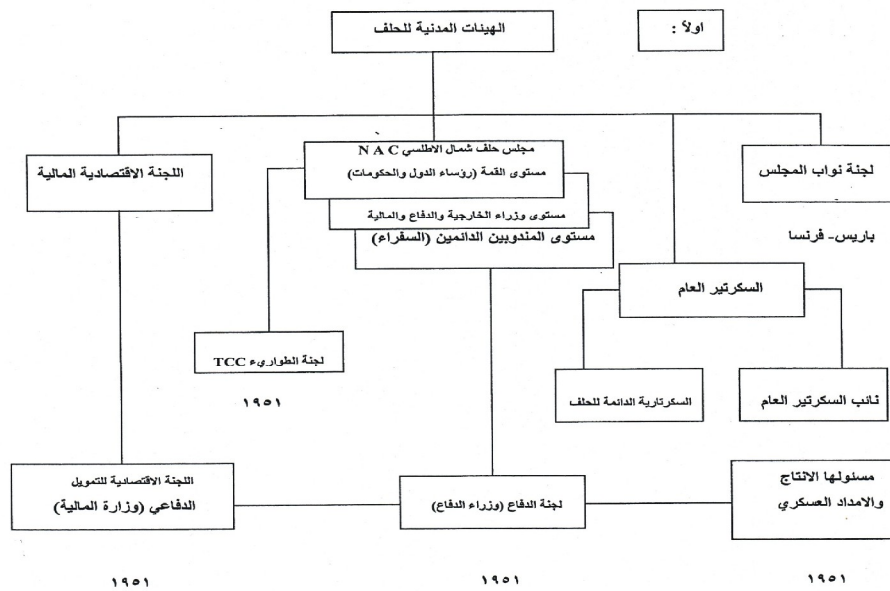 اولاً :
الهيئات المدنية للحلف
لجنة نواب المجلس
باريس - فرنسا
مجلس حلف شمال الاطلسي N A C
مستوى القمة (رؤساء الدول والحكومات)
مستوى وزراء الخارجية والدفاع والمالية
مستوى المندوبين الدائمين (السفراء)
اللجنة الاقتصادية المالية
السكرتير العام
لجنة الطواريء TCC
١٩٥١
نائب السكرتير العام
السكرتارية الدائمة للحلف
مسئولها الانتاج
والامداد العسكري
لجنة الدفاع (وزراء الدفاع)
اللجنة الاقتصادية للتمويل
الدفاعي (وزارة المالية)
١٩٥١
١٩٥١
١٩٥١